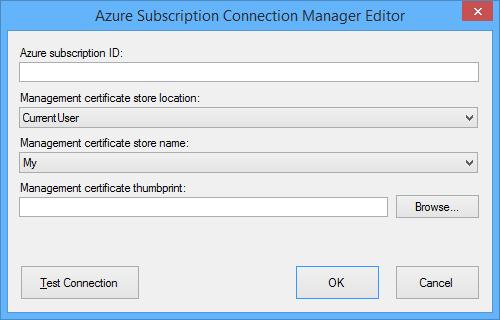 Azure Subscription Connection Manager Editor
Azure subscription ID:
Management certificate store location:
CurrentUser
Management certificate store name:
My
Management certificate thumbprint:
Browse...
Test Connection
OK
Cancel